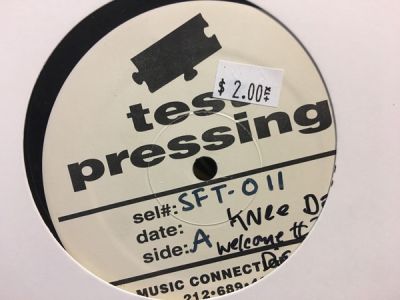 $ 2.00
test
pressing
sel#: SFT-011
date: Knee
side: A welcome
MUSIC CONNECT
212-689-